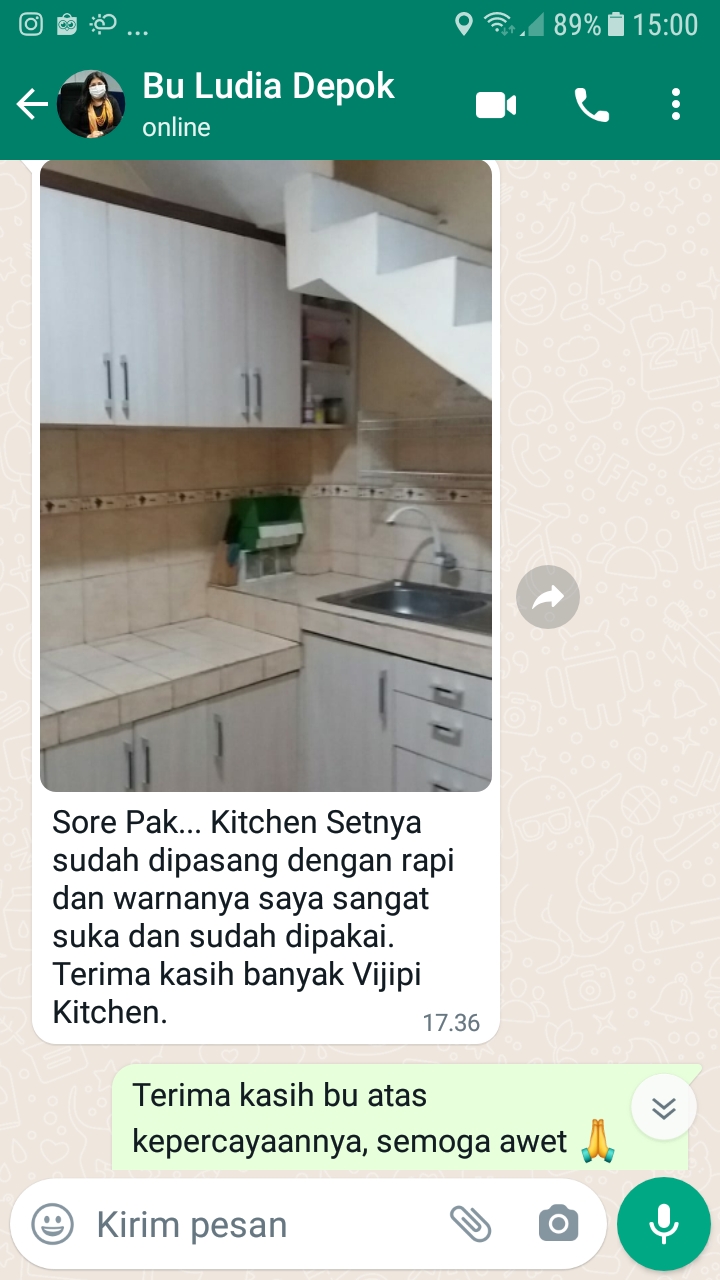 ... 89% 15:00
Bu Ludia Depok
online
Sore Pak... Kitchen Setnya
sudah dipasang dengan rapi
dan warnanya saya sangat
suka dan sudah dipakai.
Terima kasih banyak Vijipi
Kitchen.
17.36
Terima kasih bu atas
kepercayaannya, semoga awet 🙏
Kirim pesan